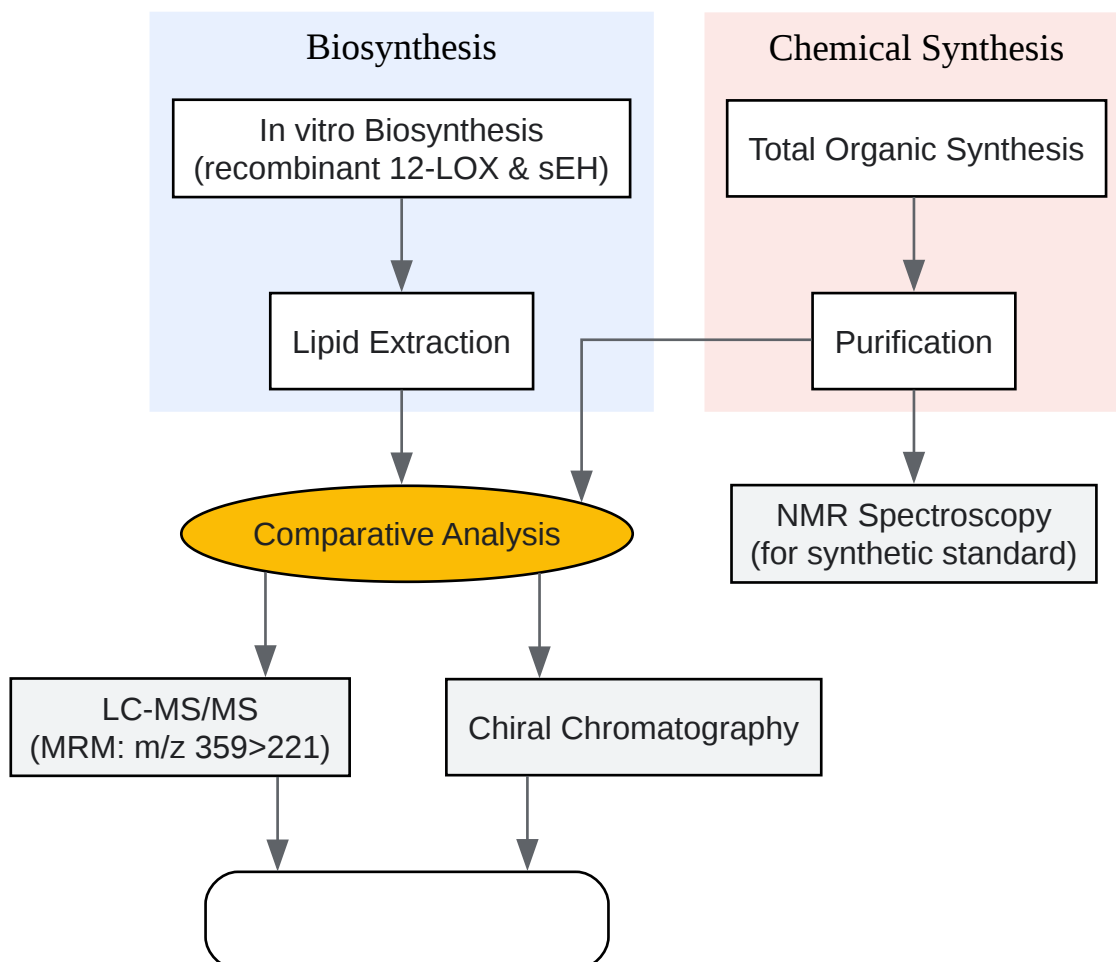 Biosynthesis
Chemical Synthesis
In vitro Biosynthesis
(recombinant 12-LOX & sEH)
Total Organic Synthesis
Lipid Extraction
Purification
Comparative Analysis
NMR Spectroscopy
(for synthetic standard)
LC-MS/MS
(MRM: m/z 359>221)
Chiral Chromatography